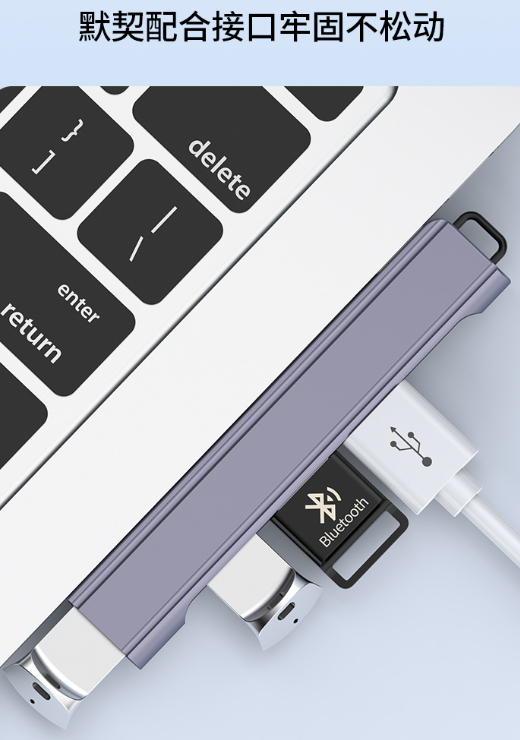 默契配合接口牢固不松动
delete
}
]
|
\
enter
return
Bluetooth